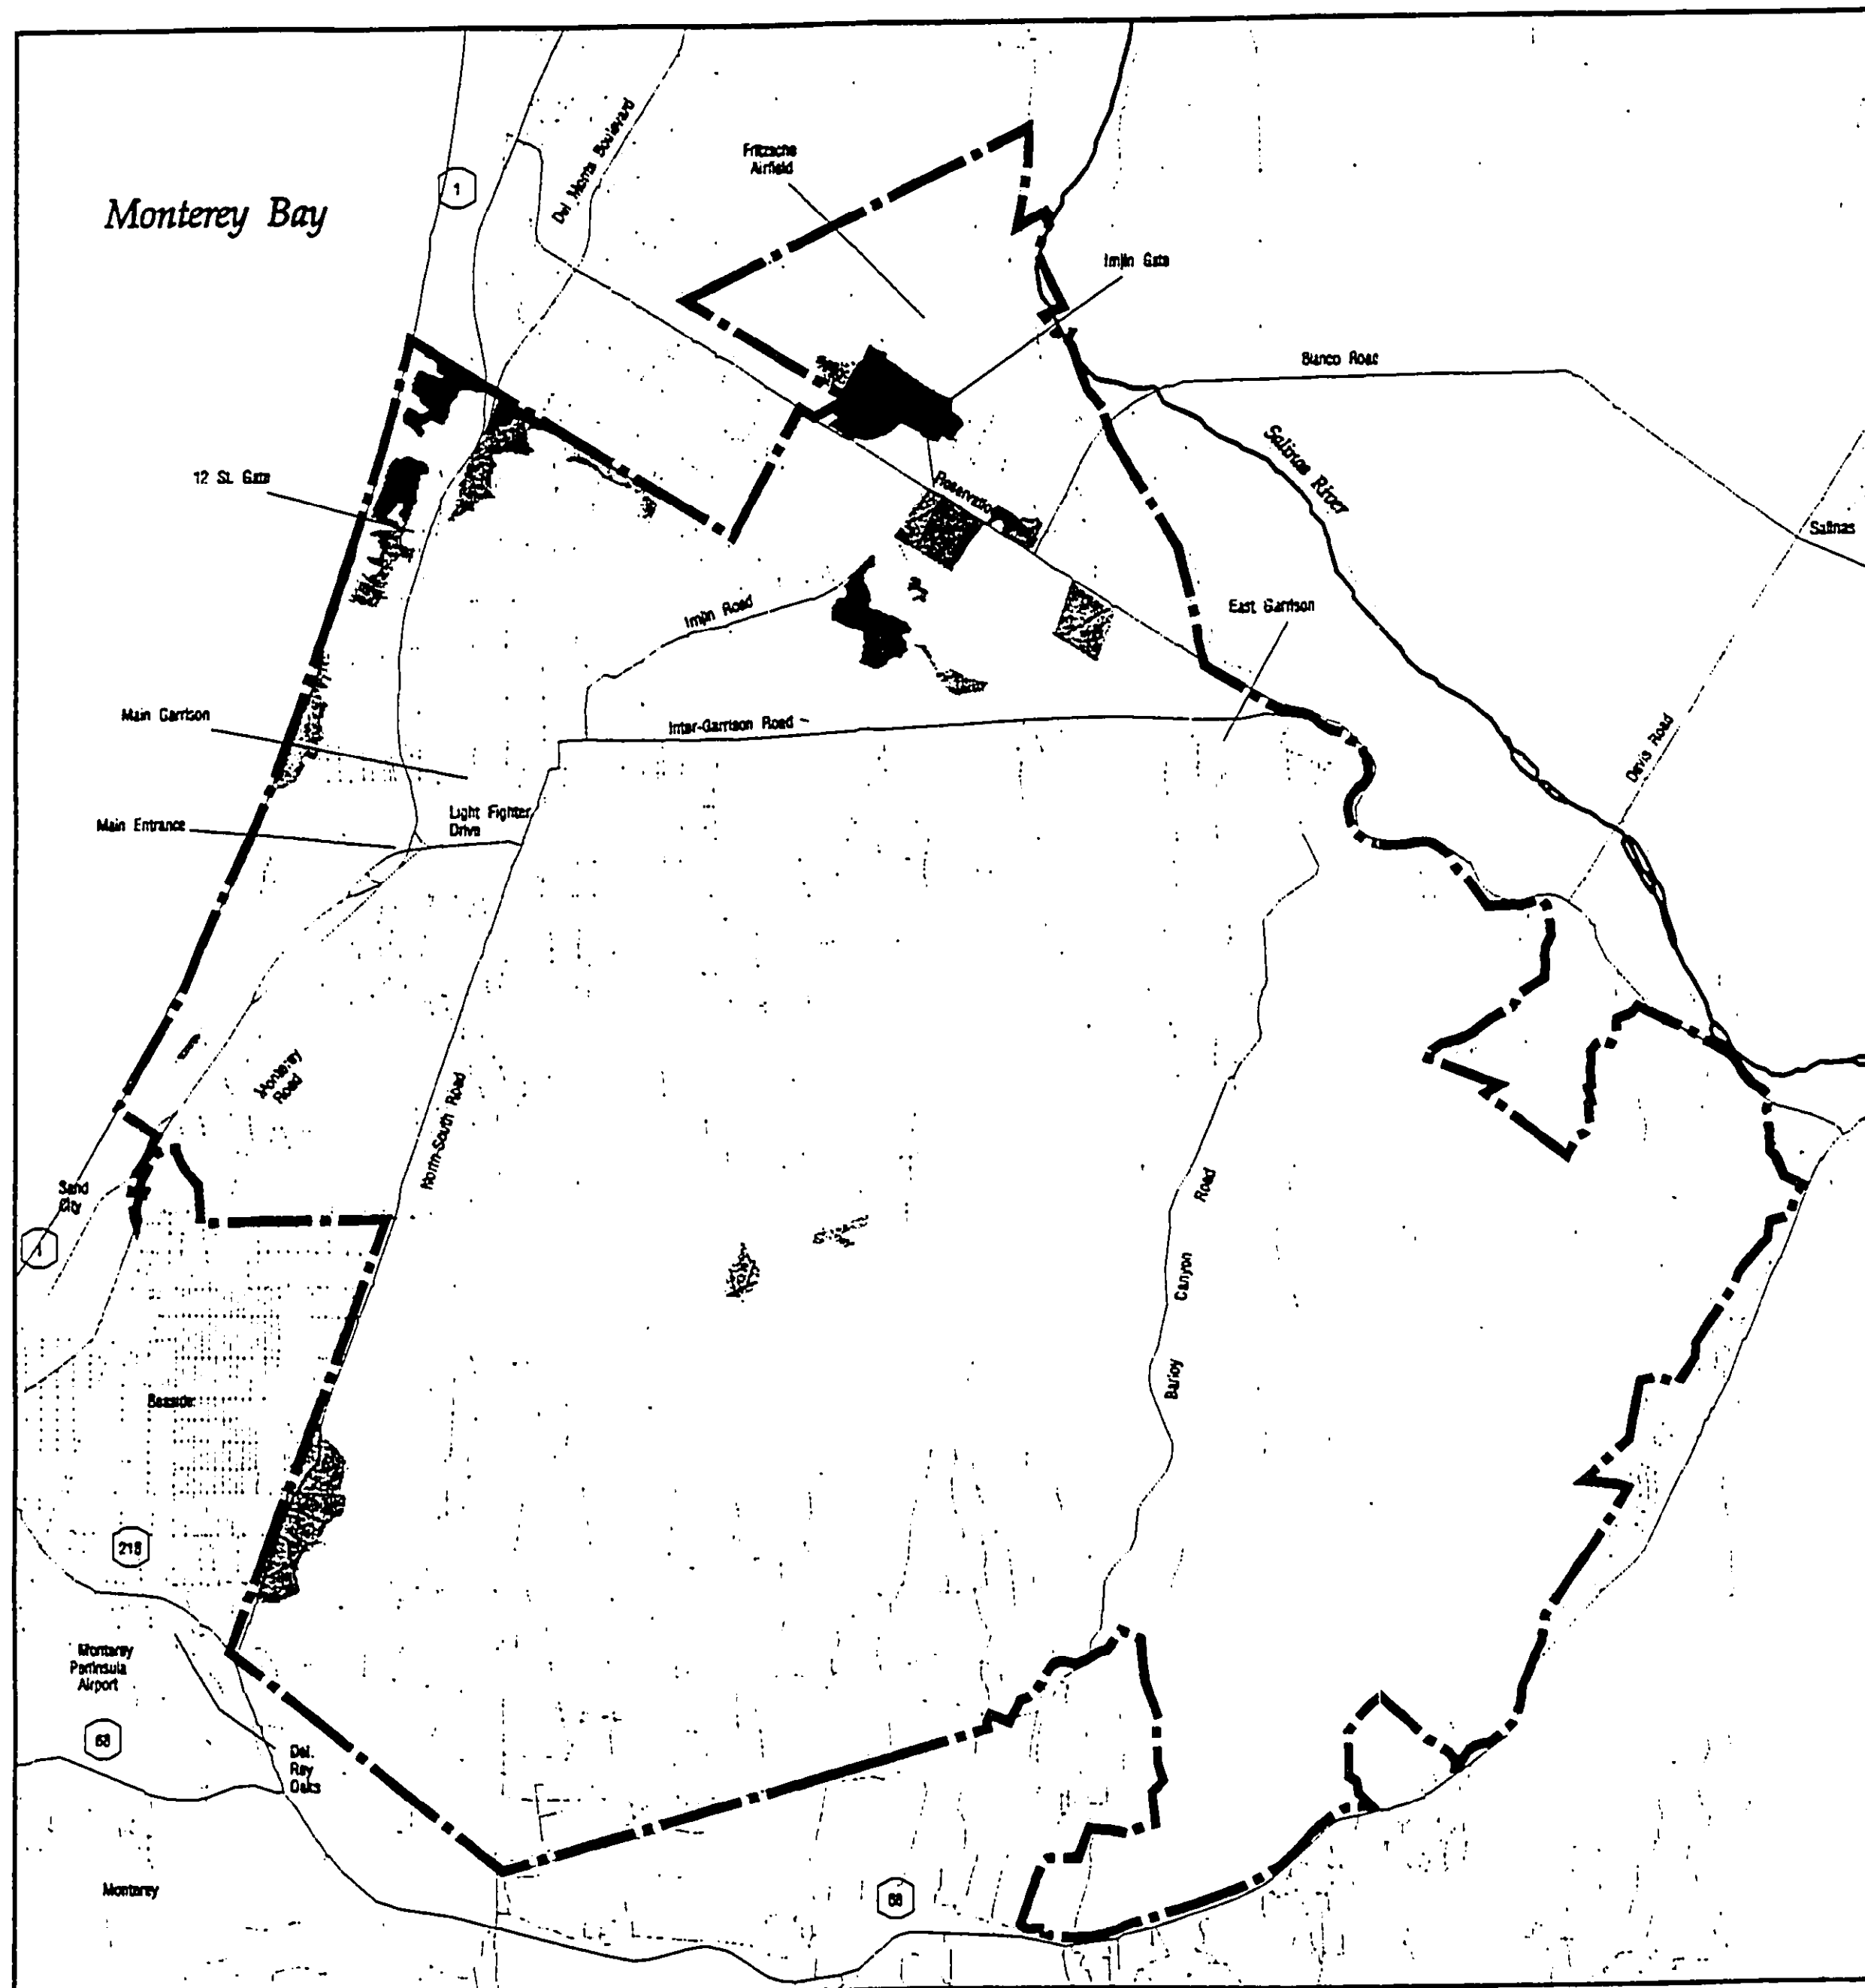 Monterey Bay
1
Del Monte Boulevard
Fritzsche
Airfield
Imjin Gate
Blanco Road
Salinas River
Salinas
12 St. Gate
Reservatio
Imjin Road
East Garrison
Main Garrison
Inter-Garrison Road
Davis Road
Main Entrance
Light Fighter
Drive
Monterey
Road
North-South Road
Sand
City
1
Road
Canyon
Barloy
Seaside
218
Monterey
Peninsula
Airport
68
Del
Rey
Oaks
Monterey
68